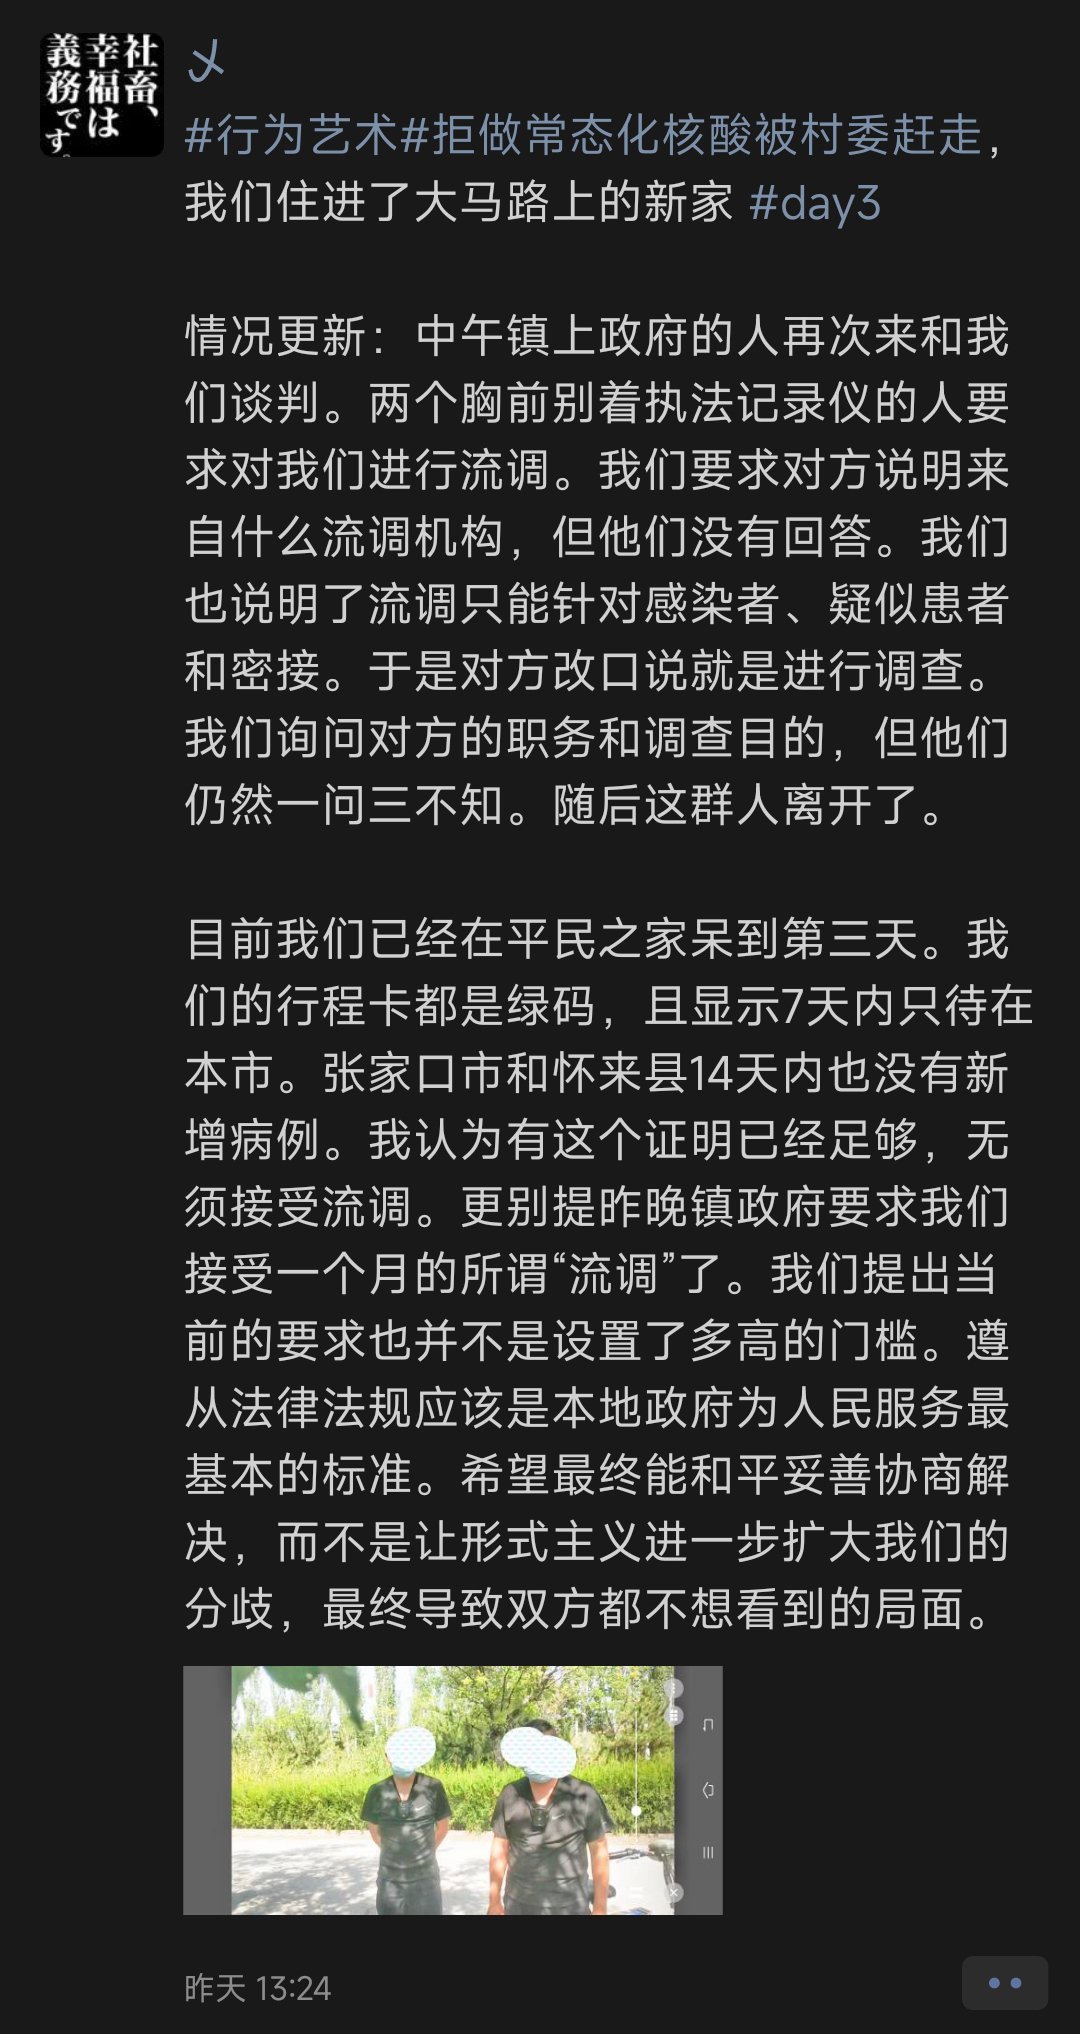 社畜、
幸福は
義務です。
乄
#行为艺术#拒做常态化核酸被村委赶走，
我们住进了大马路上的新家 #day3
情况更新：中午镇上政府的人再次来和我
们谈判。两个胸前别着执法记录仪的人要
求对我们进行流调。我们要求对方说明来
自什么流调机构，但他们没有回答。我们
也说明了流调只能针对感染者、疑似患者
和密接。于是对方改口说就是进行调查。
我们询问对方的职务和调查目的，但他们
仍然一问三不知。随后这群人离开了。
目前我们已经在平民之家呆到第三天。我
们的行程卡都是绿码，且显示7天内只待在
本市。张家口市和怀来县14天内也没有新
增病例。我认为有这个证明已经足够，无
须接受流调。更别提昨晚镇政府要求我们
接受一个月的所谓“流调”了。我们提出当
前的要求也并不是设置了多高的门槛。遵
从法律法规应该是本地政府为人民服务最
基本的标准。希望最终能和平妥善协商解
决，而不是让形式主义进一步扩大我们的
分歧，最终导致双方都不想看到的局面。
昨天 13:24